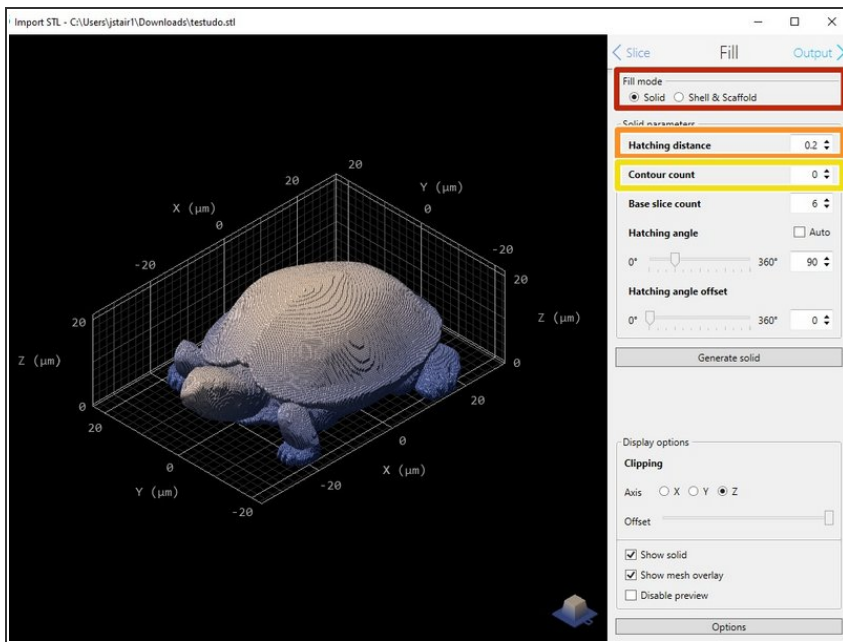 Import STL - C:\Users\jstair1\Downloads\testudo.stl
Slice Fill Output
Fill mode
Solid Shell & Scaffold
Solid parameters
Hatching distance 0.2
Contour count 0
Base slice count 6
Hatching angle Auto
0° 360° 90
Hatching angle offset
0° 360° 0
Generate solid
Display options
Clipping
Axis X Y Z
Offset
Show solid
Show mesh overlay
Disable preview
Options
20
20
Y (μm)
X (μm)
0
0
-20
-20
20
20
Z (μm)
Z (μm)
0
0
20
20
0
0
X (μm)
Y (μm)
-20
-20